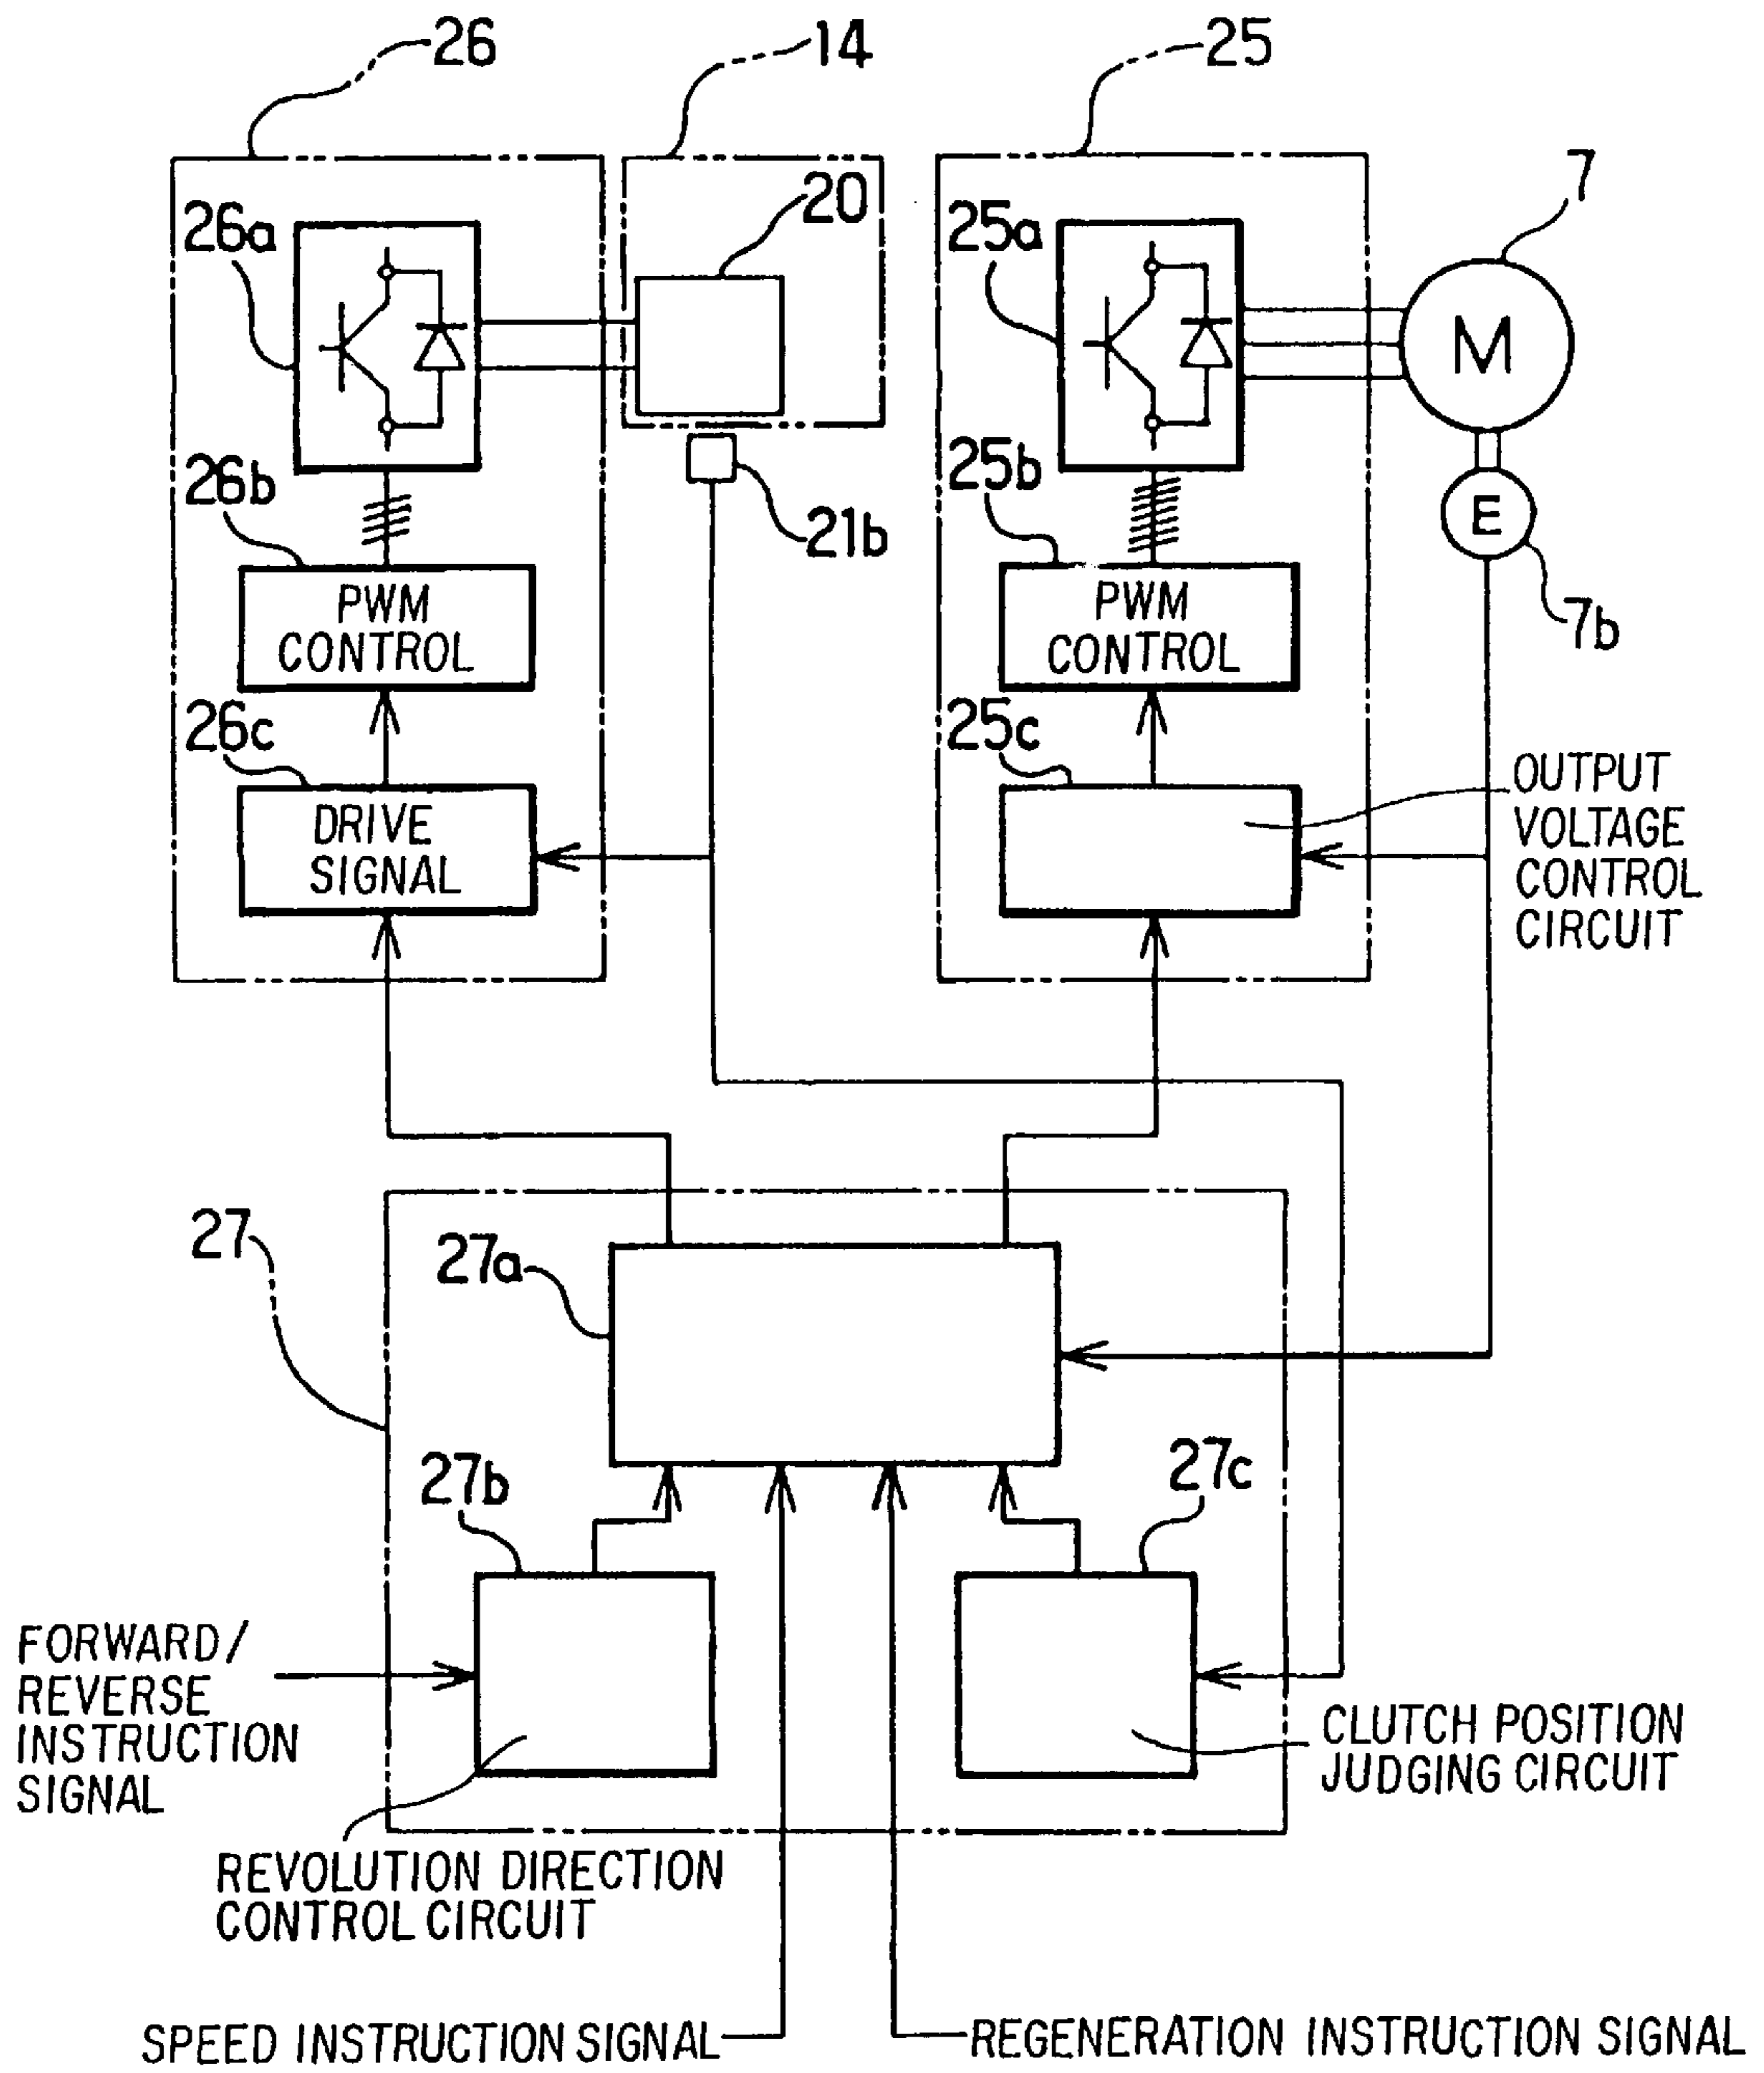 26
14
25
7
20
26a
25a
M
26b
25b
E
21b
7b
PWM
CONTROL
PWM
CONTROL
26c
25c
DRIVE
SIGNAL
OUTPUT
VOLTAGE
CONTROL
CIRCUIT
27
27a
27b
27c
FORWARD/
REVERSE
INSTRUCTION
SIGNAL
CLUTCH POSITION
JUDGING CIRCUIT
REVOLUTION DIRECTION
CONTROL CIRCUIT
SPEED INSTRUCTION SIGNAL
REGENERATION INSTRUCTION SIGNAL